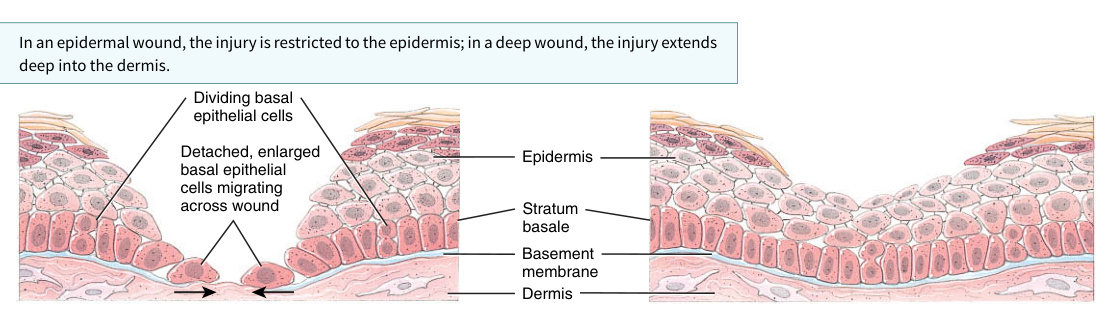 In an epidermal wound, the injury is restricted to the epidermis; in a deep wound, the injury extends
deep into the dermis.
Dividing basal
epithelial cells
Detached, enlarged
basal epithelial
cells migrating
across wound
Epidermis
Stratum
basale
Basement
membrane
Dermis